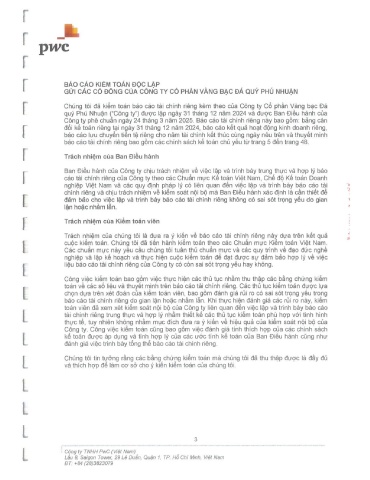 pwc
BÁO CÁO KIỂM TOÁN ĐỘC LẬP
GỬI CÁC CỔ ĐÔNG CỦA CÔNG TY CỔ PHẦN VÀNG BẠC ĐÁ QUÝ PHÚ NHUẬN
Chúng tôi đã kiểm toán báo cáo tài chính riêng kèm theo của Công ty Cổ phần Vàng bạc Đá
quý Phú Nhuận ("Công ty") được lập ngày 31 tháng 12 năm 2024 và được Ban Điều hành của
Công ty phê chuẩn ngày 24 tháng 3 năm 2025. Báo cáo tài chính riêng này bao gồm: bảng cân
đối kế toán riêng tại ngày 31 tháng 12 năm 2024, báo cáo kết quả hoạt động kinh doanh riêng,
báo cáo lưu chuyển tiền tệ riêng cho năm tài chính kết thúc cùng ngày nêu trên và thuyết minh
báo cáo tài chính riêng bao gồm các chính sách kế toán chủ yếu từ trang 5 đến trang 48.
Trách nhiệm của Ban Điều hành
Ban Điều hành của Công ty chịu trách nhiệm về việc lập và trình bày trung thực và hợp lý báo
cáo tài chính riêng của Công ty theo các Chuẩn mực Kế toán Việt Nam, Chế độ Kế toán Doanh
nghiệp Việt Nam và các quy định pháp lý có liên quan đến việc lập và trình bày báo cáo tài
chính riêng và chịu trách nhiệm về kiểm soát nội bộ mà Ban Điều hành xác định là cần thiết để
đảm bảo cho việc lập và trình bày báo cáo tài chính riêng không có sai sót trọng yếu do gian
lận hoặc nhầm lẫn.
Trách nhiệm của Kiểm toán viên
Trách nhiệm của chúng tôi là đưa ra ý kiến về báo cáo tài chính riêng này dựa trên kết quả
cuộc kiểm toán. Chúng tôi đã tiến hành kiểm toán theo các Chuẩn mực Kiểm toán Việt Nam.
Các chuẩn mực này yêu cầu chúng tôi tuân thủ chuẩn mực và các quy định về đạo đức nghề
nghiệp và lập kế hoạch và thực hiện cuộc kiểm toán để đạt được sự đảm bảo hợp lý về việc
liệu báo cáo tài chính riêng của Công ty có còn sai sót trọng yếu hay không.
Công việc kiểm toán bao gồm việc thực hiện các thủ tục nhằm thu thập các bằng chứng kiểm
toán về các số liệu và thuyết minh trên báo cáo tài chính riêng. Các thủ tục kiểm toán được lựa
chọn dựa trên xét đoán của kiểm toán viên, bao gồm đánh giá rủi ro có sai sót trọng yếu trong
báo cáo tài chính riêng do gian lận hoặc nhầm lẫn. Khi thực hiện đánh giá các rủi ro này, kiểm
toán viên đã xem xét kiểm soát nội bộ của Công ty liên quan đến việc lập và trình bày báo cáo
tài chính riêng trung thực và hợp lý nhằm thiết kế các thủ tục kiểm toán phù hợp với tình hình
thực tế, tuy nhiên không nhằm mục đích đưa ra ý kiến về hiệu quả của kiểm soát nội bộ của
Công ty. Công việc kiểm toán cũng bao gồm việc đánh giá tính thích hợp của các chính sách
kế toán được áp dụng và tính hợp lý của các ước tính kế toán của Ban Điều hành cũng như
đánh giá việc trình bày tổng thể báo cáo tài chính riêng.
Chúng tôi tin tưởng rằng các bằng chứng kiểm toán mà chúng tôi đã thu thập được là đầy đủ
và thích hợp để làm cơ sở cho ý kiến kiểm toán của chúng tôi.
3
Công ty TNHH PwC (Việt Nam)
Lầu 8, Saigon Tower, 29 Lê Duẩn, Quận 1, TP. Hồ Chí Minh, Việt Nam
ĐT: +84 (28)38230796